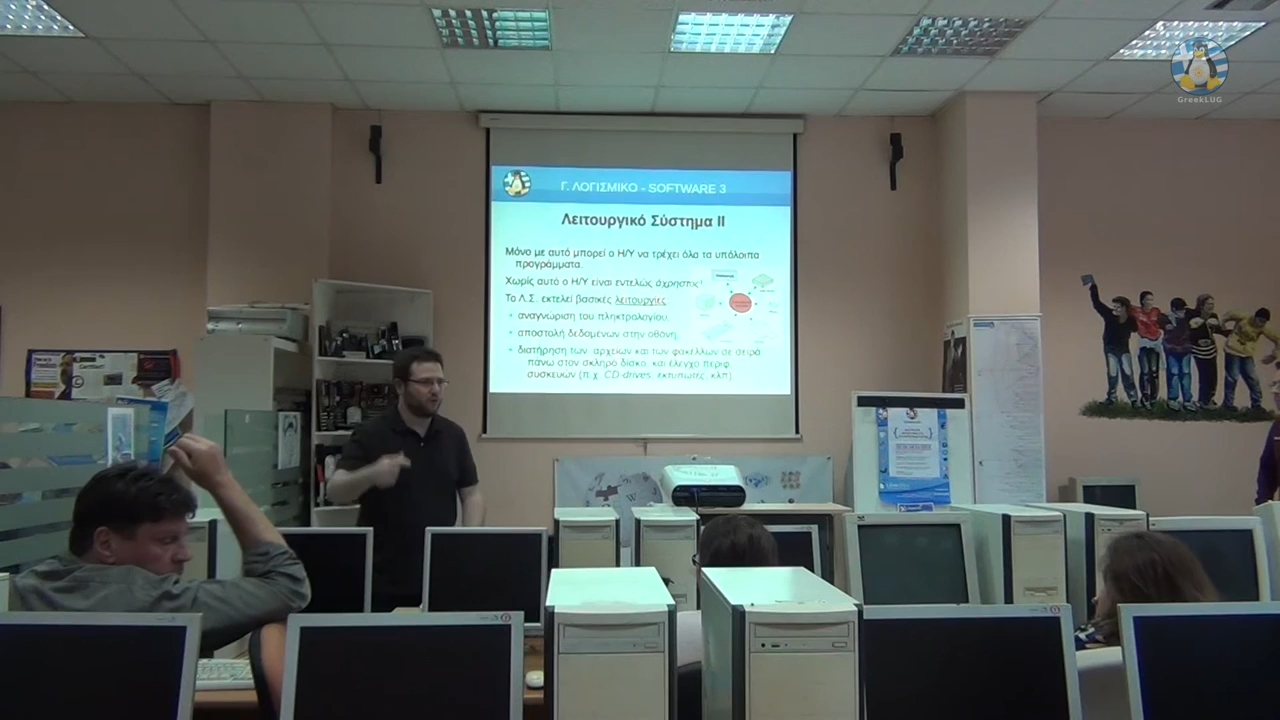 GreekLUG
Γ. ΛΟΓΙΣΜΙΚΟ - SOFTWARE 3
Λειτουργικό Σύστημα ΙΙ
Μόνο με αυτό μπορεί ο Η/Υ να τρέχει όλα τα υπόλοιπα
προγράμματα.
Χωρίς αυτό ο Η/Υ είναι εντελώς άχρηστος!
Το Λ.Σ. εκτελεί βασικές λειτουργίες
αναγνώριση του πληκτρολογίου,
αποστολή δεδομένων στην οθόνη,
διατήρηση των αρχείων και των φακέλλων σε σειρά
πάνω στον σκληρό δίσκο, και έλεγχο περιφ.
συσκευών (π.χ. CD-drives, εκτυπωτές, κλπ)